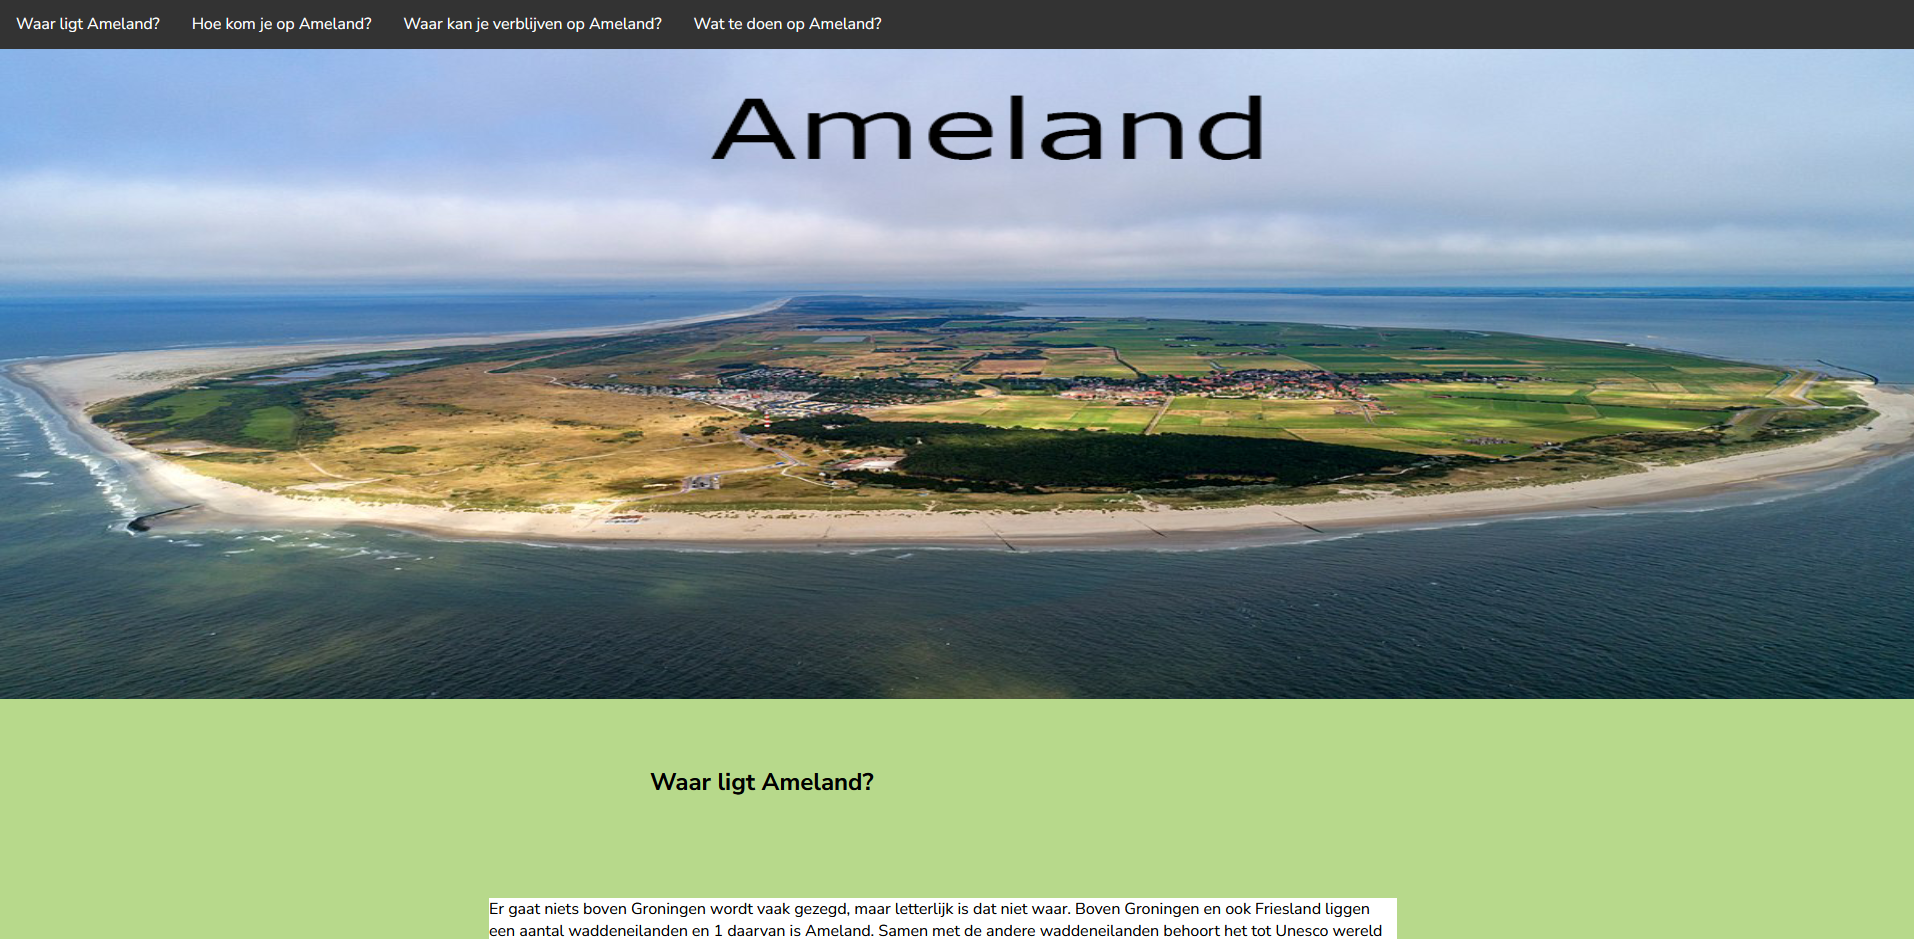 Waar ligt Ameland? Hoe kom je op Ameland? Waar kan je verblijven op Ameland? Wat te doen op Ameland?
Ameland
Waar ligt Ameland?
Er gaat niets boven Groningen wordt vaak gezegd, maar letterlijk is dat niet waar. Boven Groningen en ook Friesland liggen
een aantal waddeneilanden en 1 daarvan is Ameland. Samen met de andere waddeneilanden behoort het tot Unesco wereld